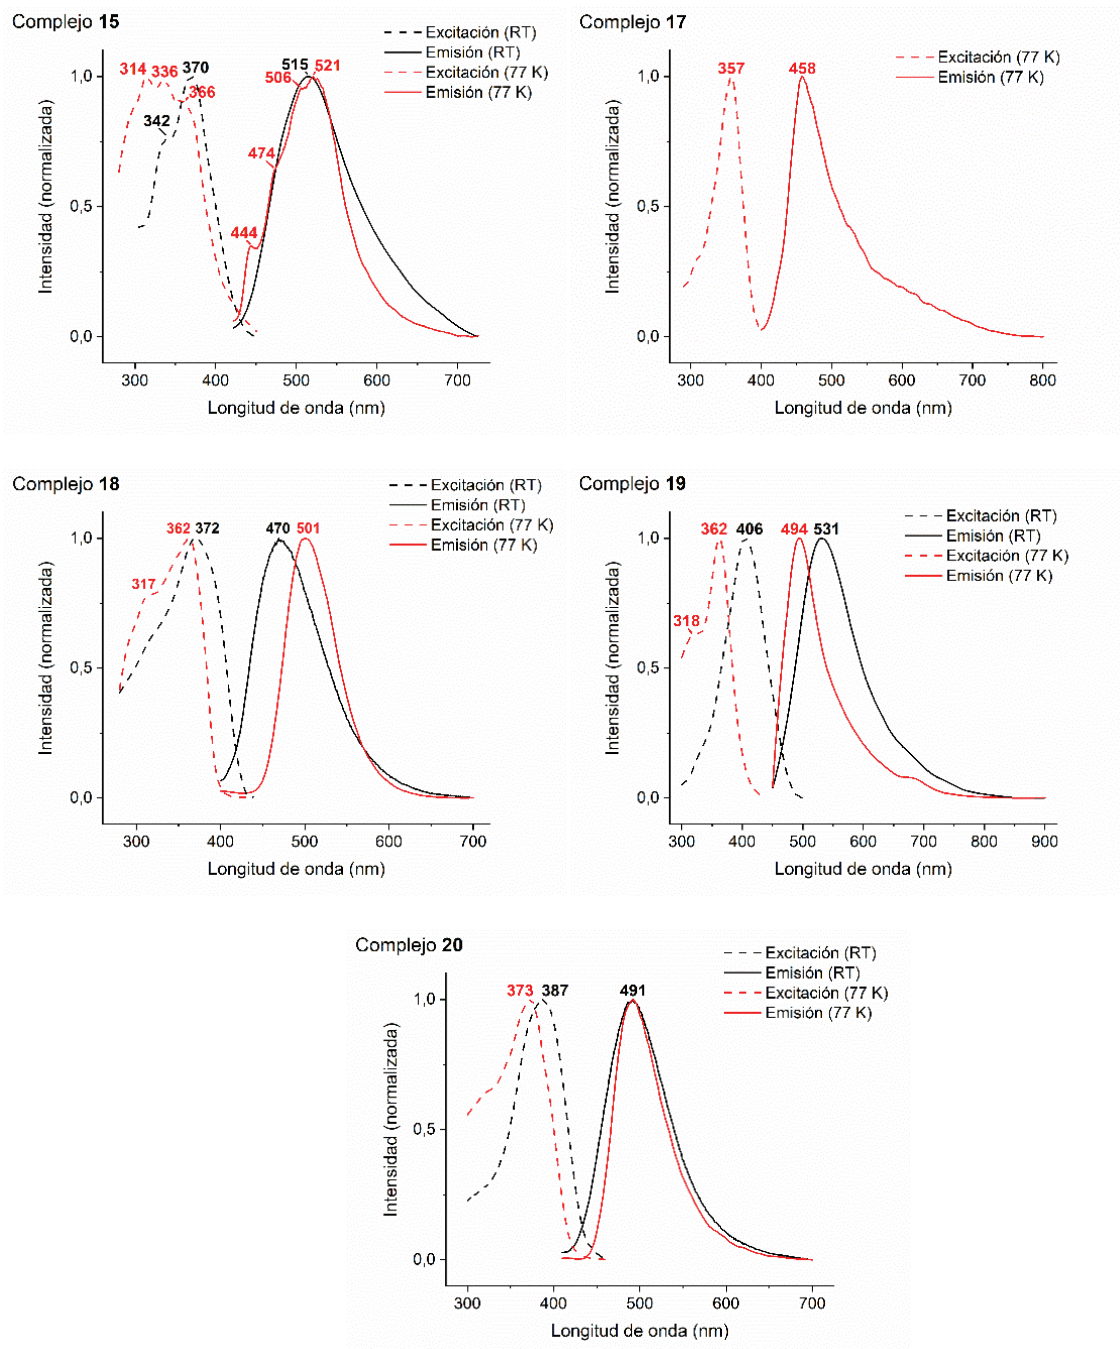 Complejo 15
Excitación (RT)
Emisión (RT)
Excitación (77 K)
Emisión (77 K)
314
336
370
366
342
515
506
521
474
444
1,0
0,5
0,0
Intensidad (normalizada)
300
400
500
600
700
Longitud de onda (nm)
Complejo 17
Excitación (77 K)
Emisión (77 K)
357
458
1,0
0,5
0,0
Intensidad (normalizada)
300
400
500
600
700
800
Longitud de onda (nm)
Complejo 18
Excitación (RT)
Emisión (RT)
Excitación (77 K)
Emisión (77 K)
362
372
470
501
317
1,0
0,5
0,0
Intensidad (normalizada)
300
400
500
600
700
Longitud de onda (nm)
Complejo 19
Excitación (RT)
Emisión (RT)
Excitación (77 K)
Emisión (77 K)
362
406
494
531
318
1,0
0,5
0,0
Intensidad (normalizada)
300
400
500
600
700
800
900
Longitud de onda (nm)
Complejo 20
Excitación (RT)
Emisión (RT)
Excitación (77 K)
Emisión (77 K)
373
387
491
1,0
0,5
0,0
Intensidad (normalizada)
300
400
500
600
700
Longitud de onda (nm)